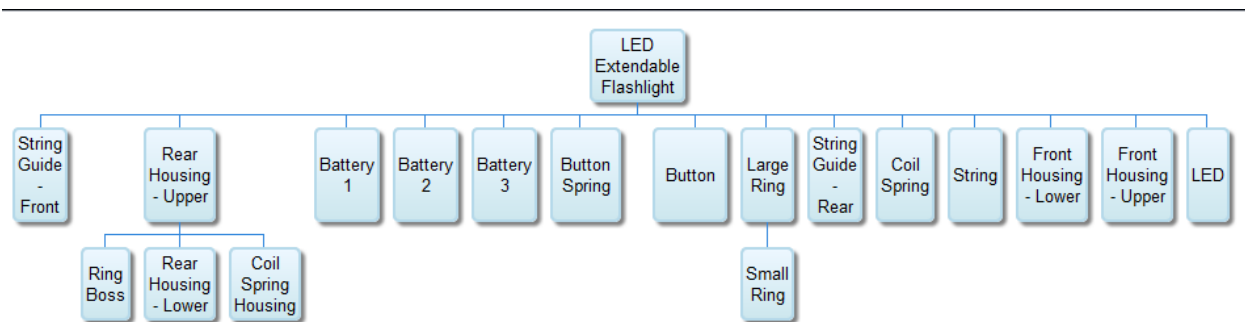 LED
Extendable
Flashlight
String
Guide
-
Front
Rear
Housing
- Upper
Battery
1
Battery
2
Battery
3
Button
Spring
Button
Large
Ring
String
Guide
-
Rear
Coil
Spring
String
Front
Housing
- Lower
Front
Housing
- Upper
LED
Ring
Boss
Rear
Housing
- Lower
Coil
Spring
Housing
Small
Ring